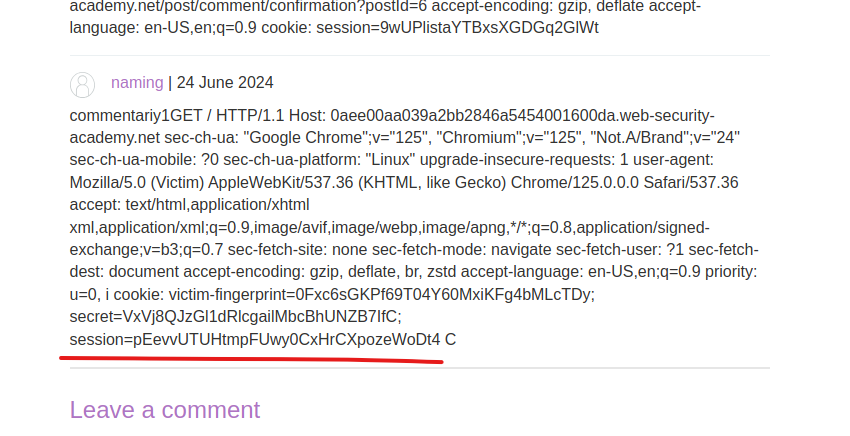 academy.net/post/comment/confirmation?postId=6 accept-encoding: gzip, deflate accept-
language: en-US,en;q=0.9 cookie: session=9wUPlistaYTBxsXGDGq2GlWt
naming | 24 June 2024
commentariy1GET / HTTP/1.1 Host: 0aee00aa039a2bb2846a5454001600da.web-security-
academy.net sec-ch-ua: "Google Chrome";v="125", "Chromium";v="125", "Not.A/Brand";v="24"
sec-ch-ua-mobile: ?0 sec-ch-ua-platform: "Linux" upgrade-insecure-requests: 1 user-agent:
Mozilla/5.0 (Victim) AppleWebKit/537.36 (KHTML, like Gecko) Chrome/125.0.0.0 Safari/537.36
accept: text/html,application/xhtml
xml,application/xml;q=0.9,image/avif,image/webp,image/apng,*/*;q=0.8,application/signed-
exchange;v=b3;q=0.7 sec-fetch-site: none sec-fetch-mode: navigate sec-fetch-user: ?1 sec-fetch-
dest: document accept-encoding: gzip, deflate, br, zstd accept-language: en-US,en;q=0.9 priority:
u=0, i cookie: victim-fingerprint=0Fxc6sGKPf69T04Y60MxiKFg4bMLcTDy;
secret=VxVj8QJzGl1dRlcgailMbcBhUNZB7IfC;
session=pEevvUTUHtmpFUwy0CxHrCXpozeWoDt4 C
Leave a comment